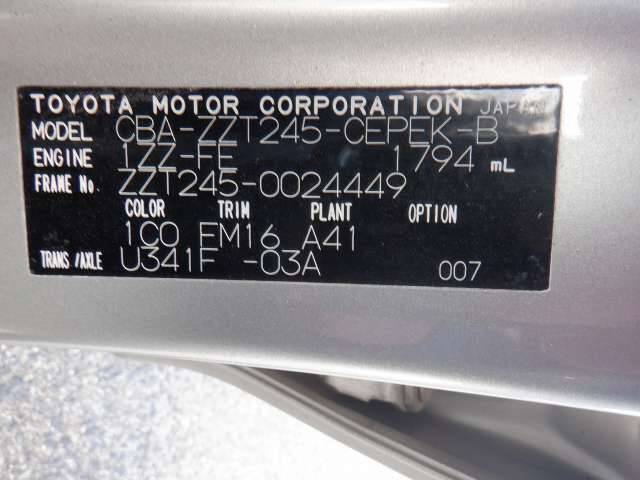 TOYOTA MOTOR CORPORATION JAPAN
MODEL CBA-ZZT245-CEPEK-B
ENGINE 1ZZ-FE 1794 mL
FRAME No. ZZT245-0024449
COLOR TRIM PLANT OPTION
1C0 FM16 A41
TRANS/AXLE U341F -03A 007